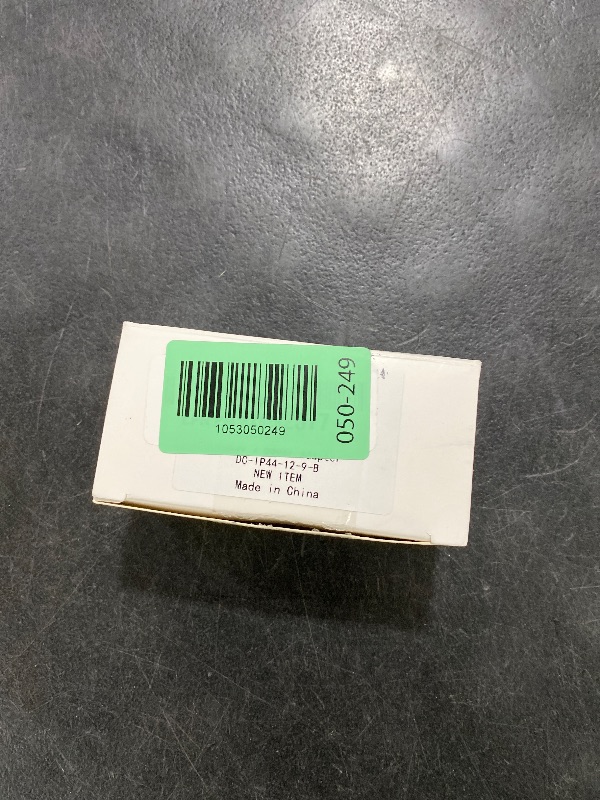 1053050249
050-249
DC-IP44-12-9-B
NEW ITEM
Made in China